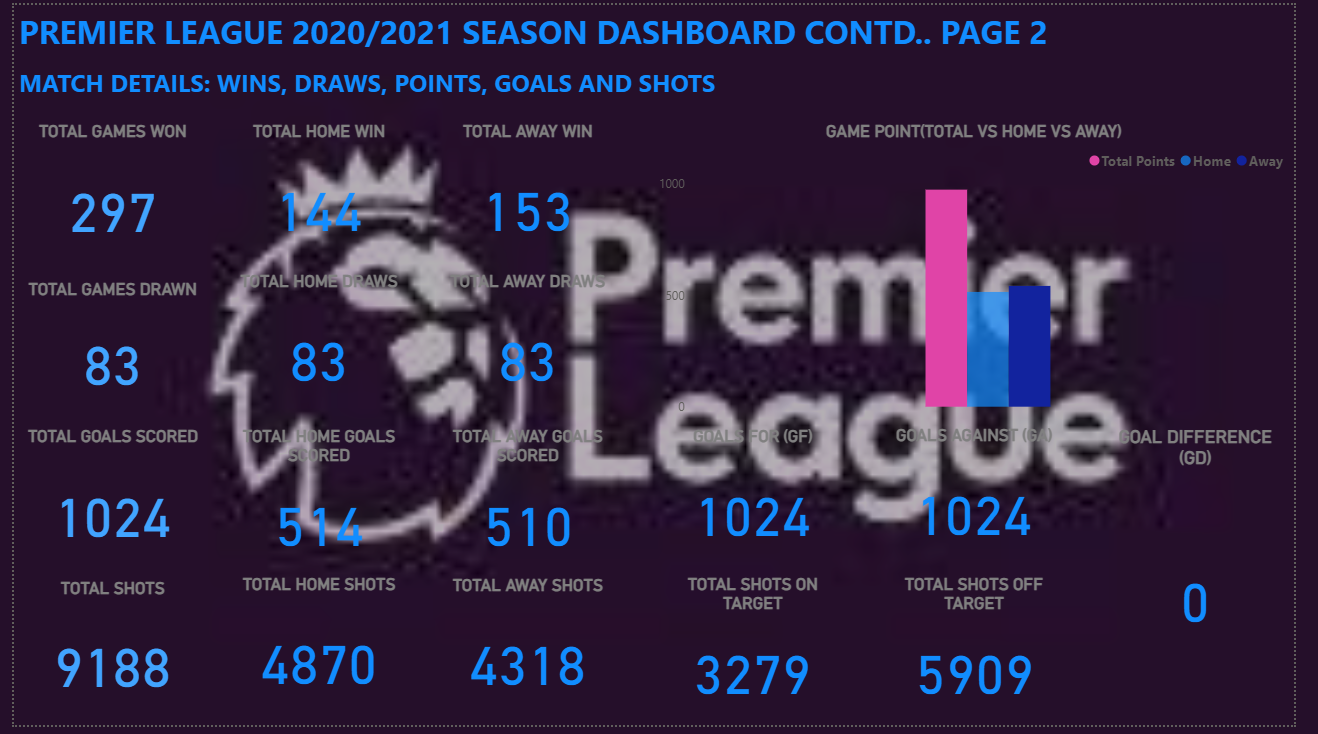 PREMIER LEAGUE 2020/2021 SEASON DASHBOARD CONTD.. PAGE 2
MATCH DETAILS: WINS, DRAWS, POINTS, GOALS AND SHOTS
TOTAL GAMES WON
297
TOTAL HOME WIN
144
TOTAL AWAY WIN
153
GAME POINT(TOTAL VS HOME VS AWAY)
Total Points
Home
Away
1000
500
0
TOTAL GAMES DRAWN
83
TOTAL HOME DRAWS
83
TOTAL AWAY DRAWS
83
Premier
League
TOTAL GOALS SCORED
1024
TOTAL HOME GOALS
SCORED
514
TOTAL AWAY GOALS
SCORED
510
GOALS FOR (GF)
1024
GOALS AGAINST (GA)
1024
GOAL DIFFERENCE
(GD)
0
TOTAL SHOTS
9188
TOTAL HOME SHOTS
4870
TOTAL AWAY SHOTS
4318
TOTAL SHOTS ON
TARGET
3279
TOTAL SHOTS OFF
TARGET
5909